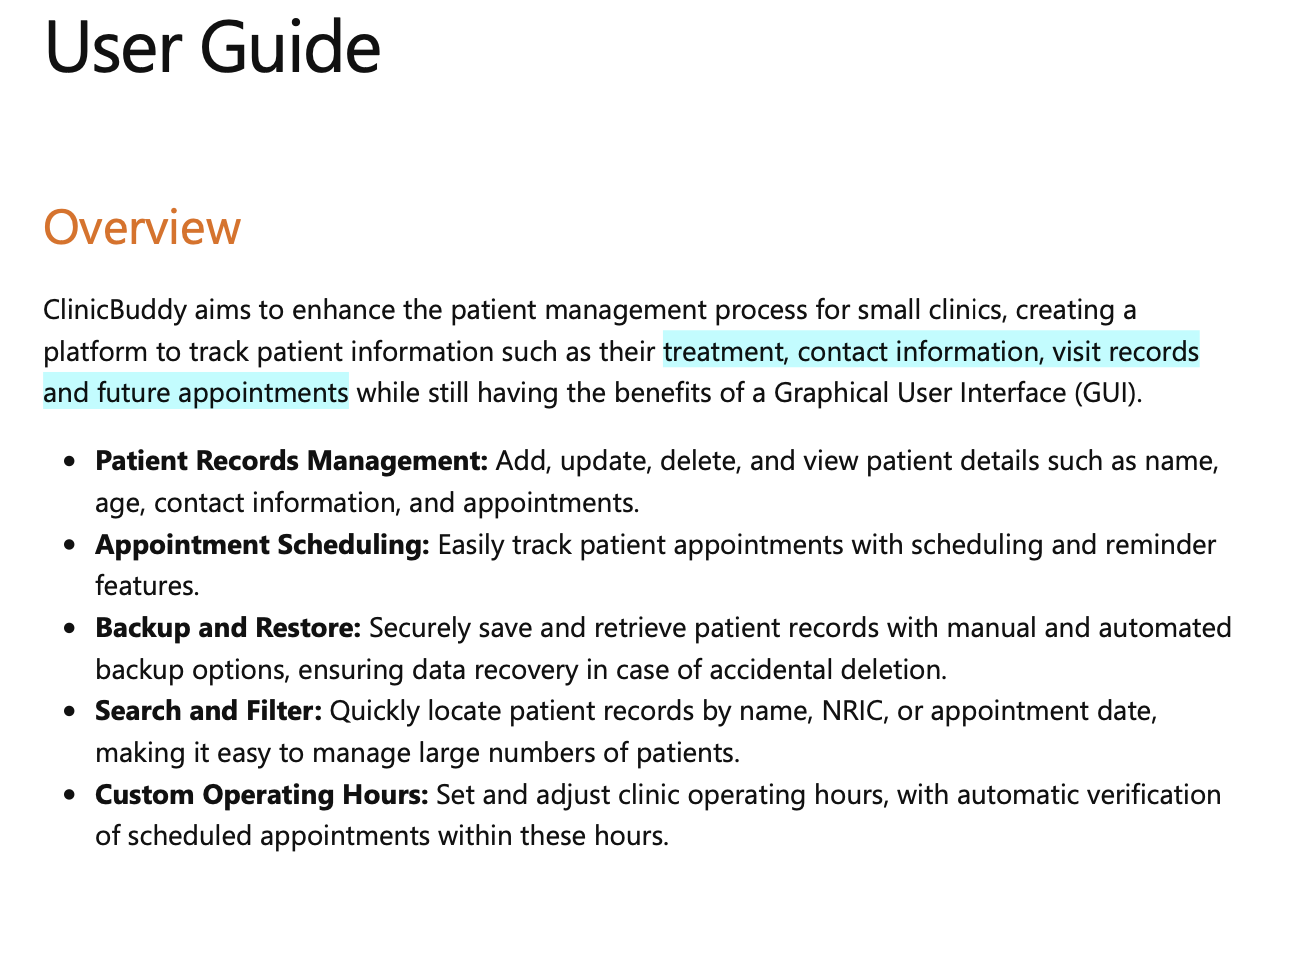 User Guide
Overview
ClinicBuddy aims to enhance the patient management process for small clinics, creating a
platform to track patient information such as their treatment, contact information, visit records
and future appointments while still having the benefits of a Graphical User Interface (GUI).
• Patient Records Management: Add, update, delete, and view patient details such as name,
age, contact information, and appointments.
• Appointment Scheduling: Easily track patient appointments with scheduling and reminder
features.
• Backup and Restore: Securely save and retrieve patient records with manual and automated
backup options, ensuring data recovery in case of accidental deletion.
• Search and Filter: Quickly locate patient records by name, NRIC, or appointment date,
making it easy to manage large numbers of patients.
• Custom Operating Hours: Set and adjust clinic operating hours, with automatic verification
of scheduled appointments within these hours.